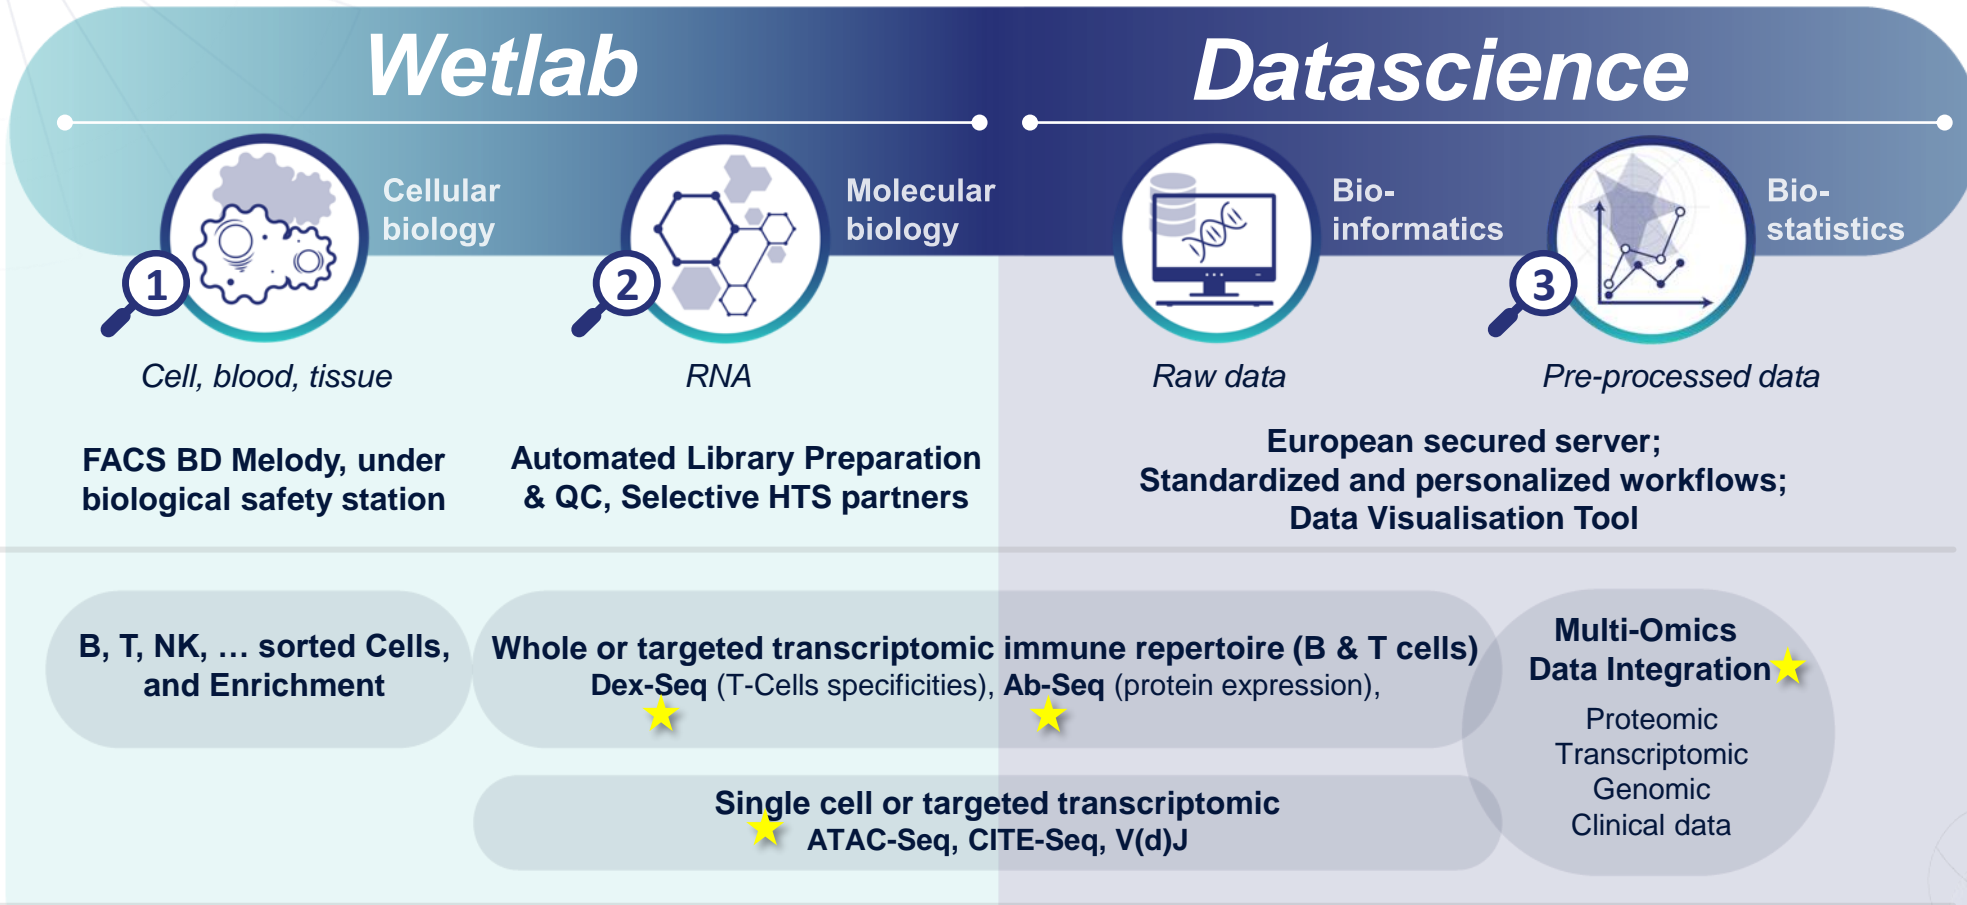 Wetlab
Datascience
Cellular
biology
Molecular
biology
Bio-
informatics
Bio-
statistics
1
2
3
Cell, blood, tissue
RNA
Raw data
Pre-processed data
FACS BD Melody, under
biological safety station
Automated Library Preparation
& QC, Selective HTS partners
European secured server;
Standardized and personalized workflows;
Data Visualisation Tool
B, T, NK, … sorted Cells,
and Enrichment
Whole or targeted transcriptomic immune repertoire (B & T cells)
Dex-Seq (T-Cells specificities), Ab-Seq (protein expression),
Single cell or targeted transcriptomic
ATAC-Seq, CITE-Seq, V(d)J
Multi-Omics
Data Integration
Proteomic
Transcriptomic
Genomic
Clinical data